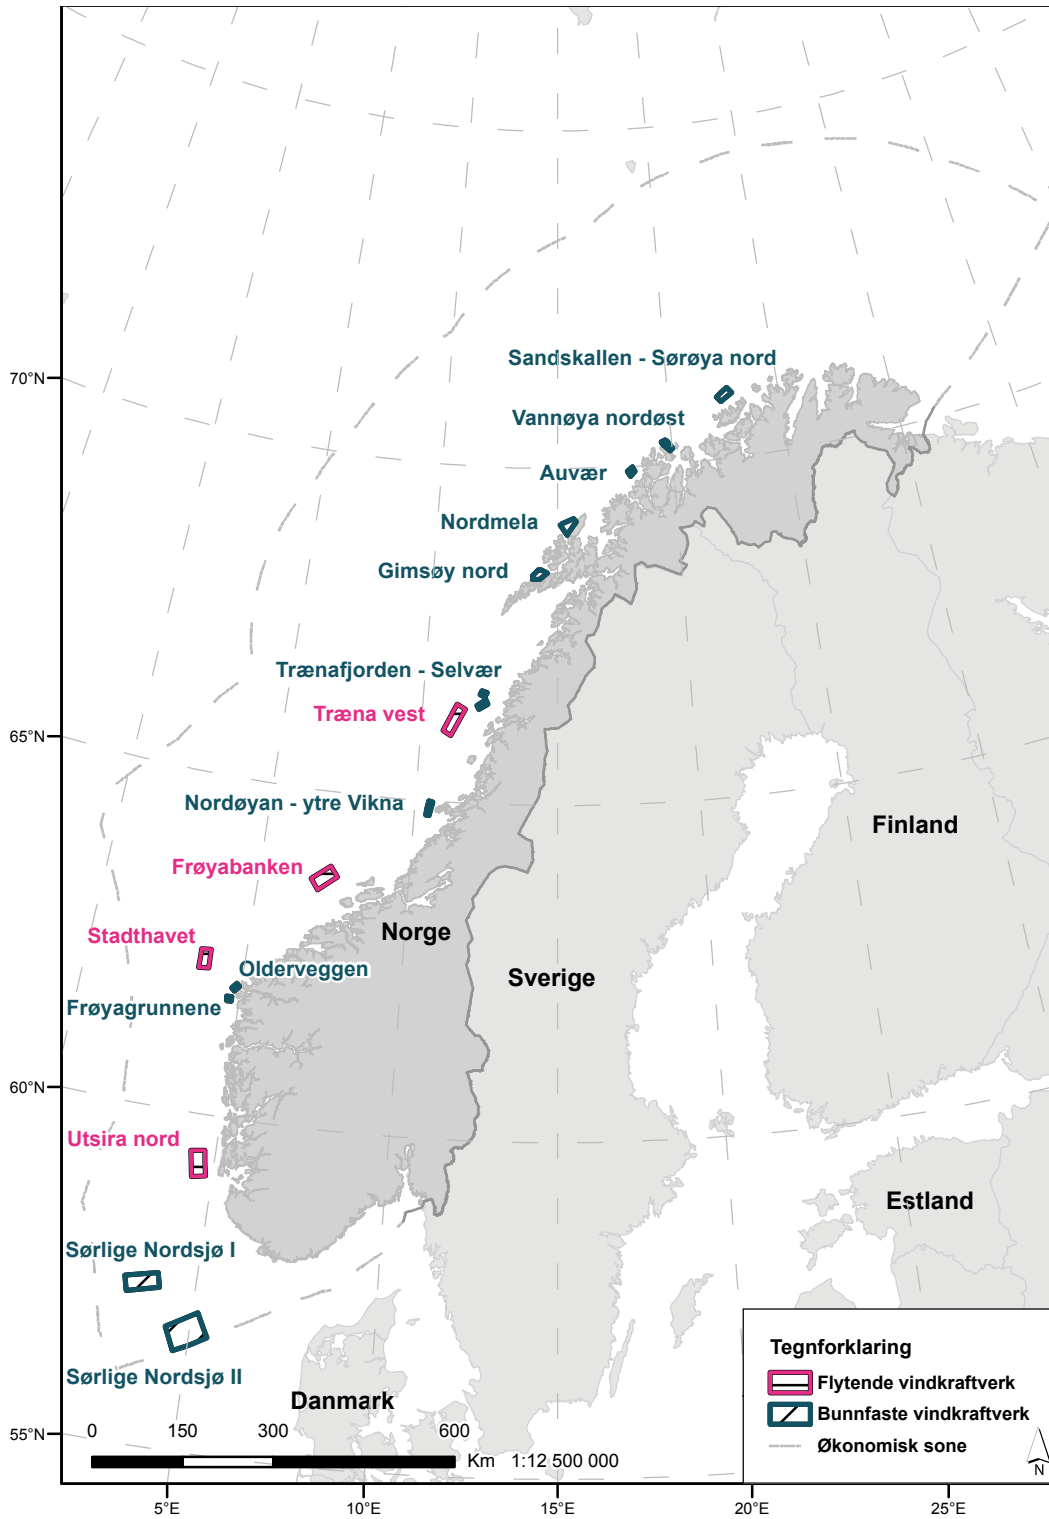 Sandskallen - Sørøya nord
70°N
Vannøya nordøst
Auvær
Nordmela
Gimsøy nord
Trænafjorden - Selvær
Træna vest
65°N
Nordøyan - ytre Vikna
Finland
Frøyabanken
Norge
Stadthavet
Olderveggen
Sverige
Frøyagrunnene
60°N
Utsira nord
Estland
Sørlige Nordsjø I
Sørlige Nordsjø II
Danmark
Tegnforklaring
Flytende vindkraftverk
Bunnfaste vindkraftverk
Økonomisk sone
N
0 150 300 600
Km 1:12 500 000
55°N
5°E 10°E 15°E 20°E 25°E